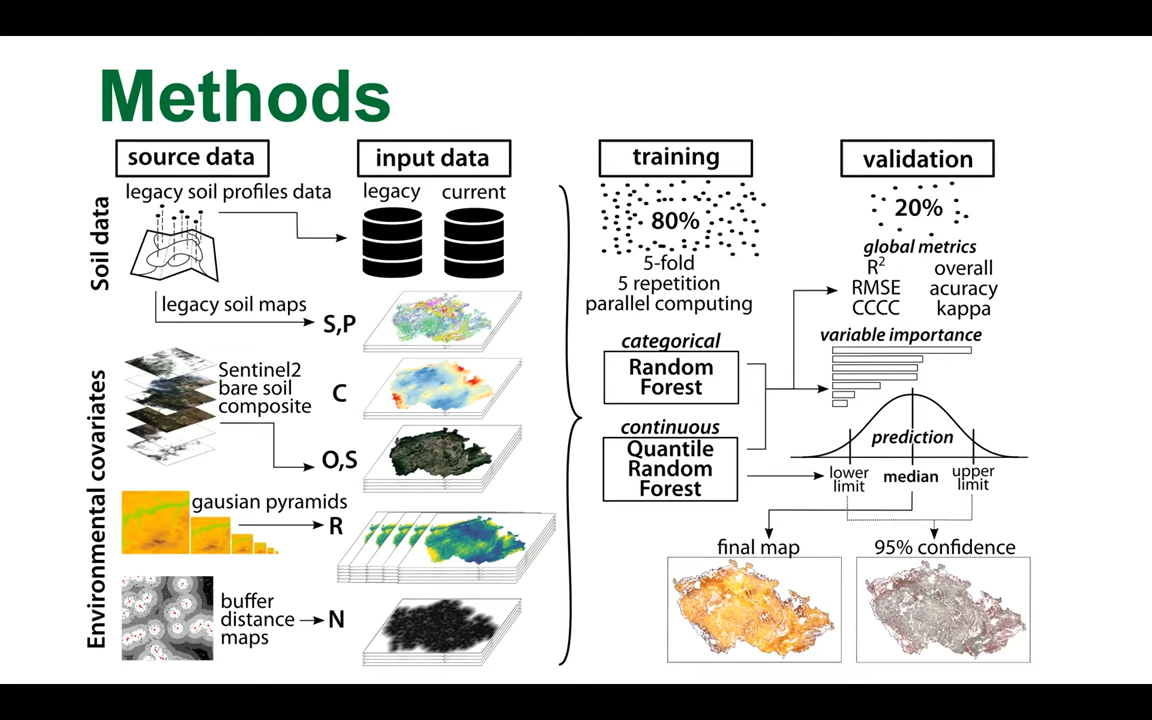 Methods
source data
input data
training
validation
Soil data
legacy soil profiles data
legacy
current
legacy soil maps
S,P
Environmental covariates
Sentinel2
bare soil
composite
C
O,S
gausian pyramids
R
buffer
distance
maps
N
80%
5-fold
5 repetition
parallel computing
categorical
Random
Forest
continuous
Quantile
Random
Forest
20%
global metrics
R2
RMSE
CCCC
overall
acuracy
kappa
variable importance
prediction
lower
limit
median
upper
limit
final map
95% confidence